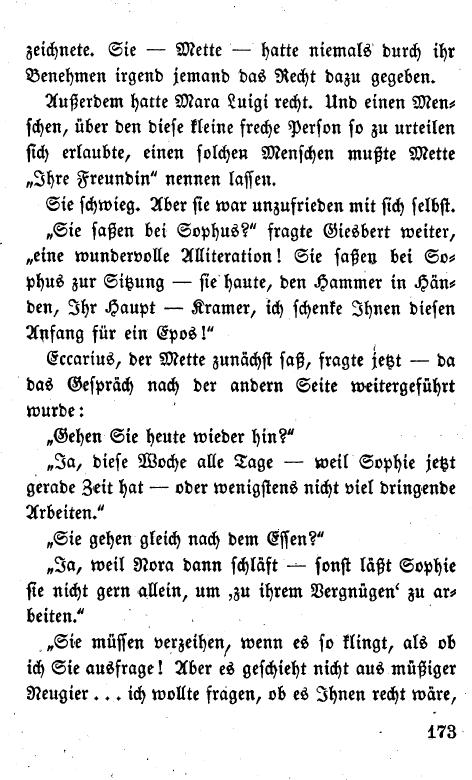 zeichnete. Sie — Mette — hatte niemals durch ihr
Benehmen irgend jemand das Recht dazu gegeben.
Außerdem hatte Mara Luigi recht. Und einen Men-
schen, über den diese kleine freche Person so zu urteilen
sich erlaubte, einen solchen Menschen mußte Mette
„Ihre Freundin“ nennen lassen.
Sie schwieg. Aber sie war unzufrieden mit sich selbst.
„Sie saßen bei Sophus?“ fragte Giesbert weiter,
„eine wundervolle Alliteration! Sie saßen bei So-
phus zur Sitzung — sie haute, den Hammer in Hän-
den, Ihr Haupt — Kramer, ich schenke Ihnen diesen
Anfang für ein Epos!“
Eccarius, der Mette zunächst saß, fragte jetzt — da
das Gespräch nach der andern Seite weitergeführt
wurde:
„Gehen Sie heute wieder hin?“
„Ja, diese Woche alle Tage — weil Sophie jetzt
gerade Zeit hat — oder wenigstens nicht viel dringende
Arbeiten.“
„Sie gehen gleich nach dem Essen?“
„Ja, weil Nora dann schläft — sonst läßt Sophie
sie nicht gern allein, um ‚zu ihrem Vergnügen‘ zu ar-
beiten.“
„Sie müssen verzeihen, wenn es so klingt, als ob
ich Sie ausfrage! Aber es geschieht nicht aus müßiger
Neugier... ich wollte fragen, ob es Ihnen recht wäre,
173